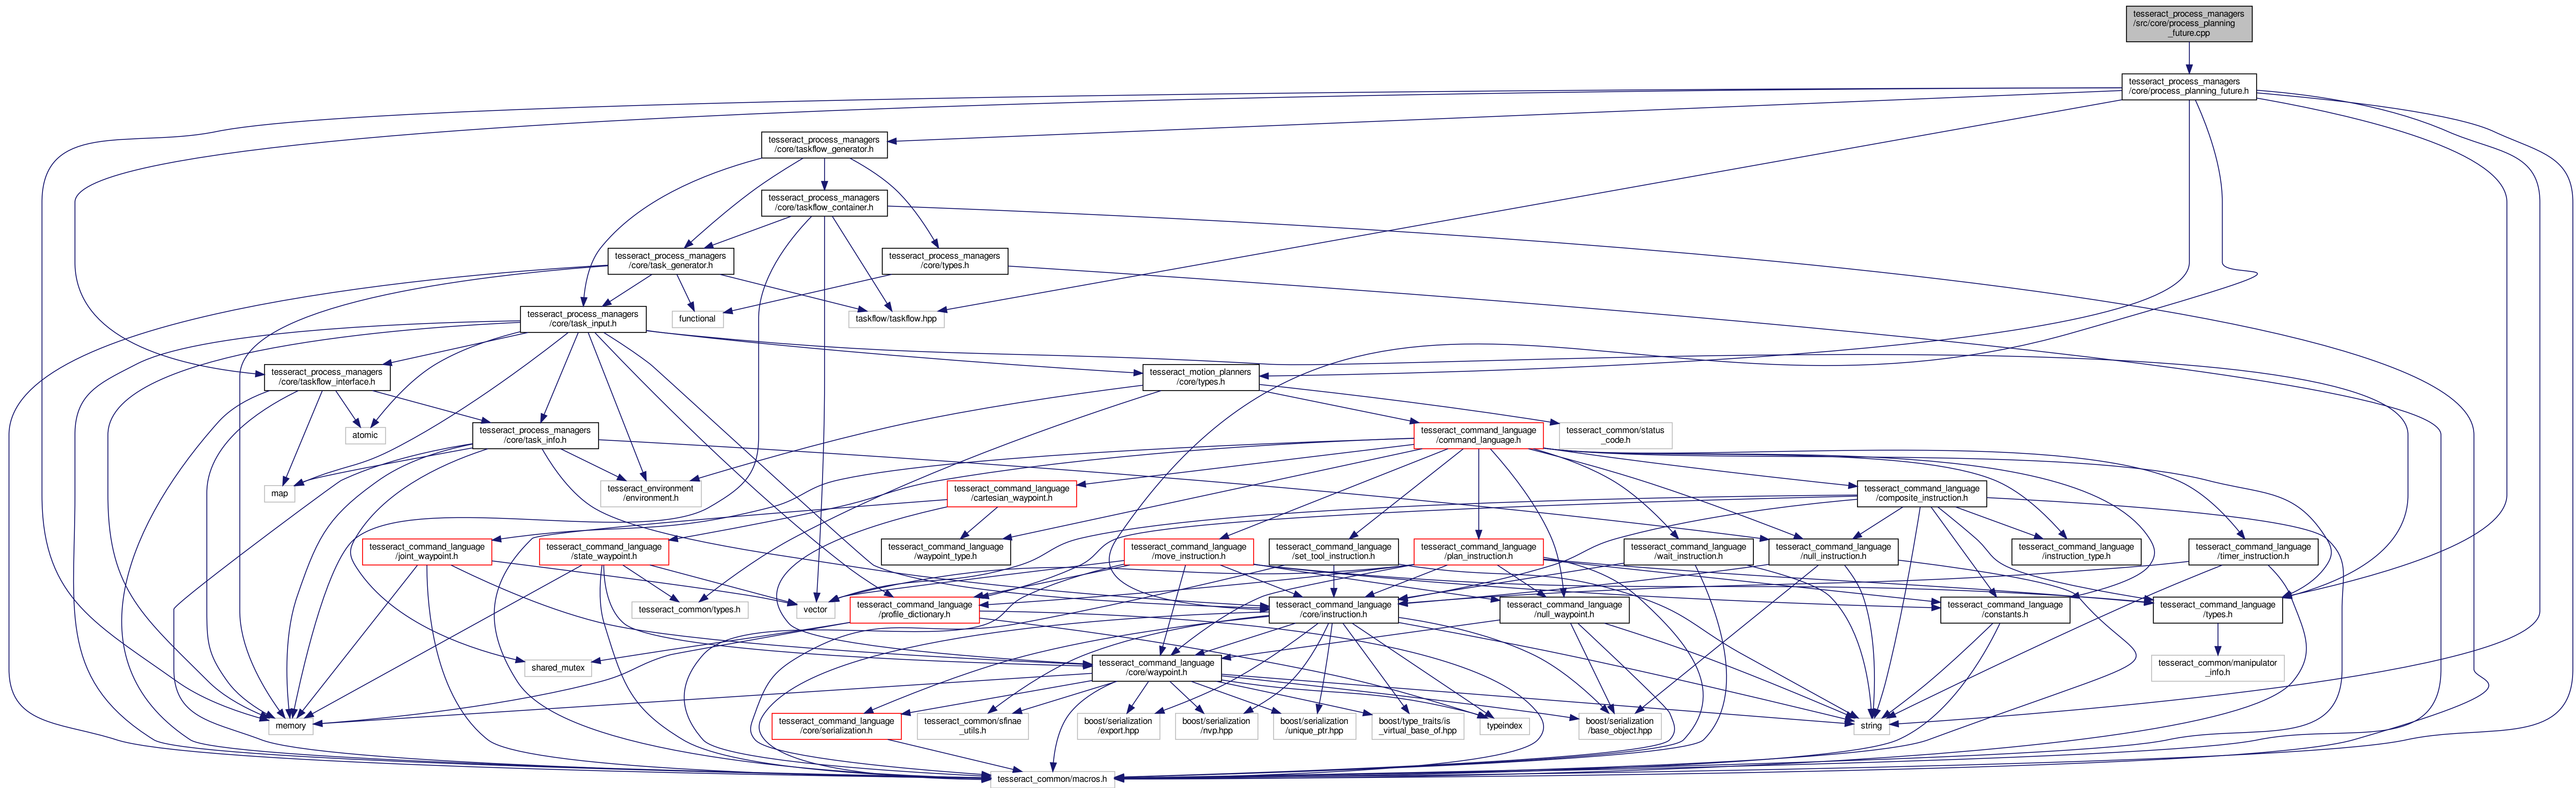 tesseract_process_managers
/src/core/process_planning
_future.cpp
tesseract_process_managers
/core/process_planning_future.h
tesseract_process_managers
/core/taskflow_generator.h
tesseract_process_managers
/core/taskflow_container.h
tesseract_process_managers
/core/task_generator.h
tesseract_process_managers
/core/types.h
tesseract_process_managers
/core/task_input.h
functional
taskflow/taskflow.hpp
tesseract_process_managers
/core/taskflow_interface.h
tesseract_motion_planners
/core/types.h
atomic
tesseract_process_managers
/core/task_info.h
tesseract_command_language
/command_language.h
tesseract_common/status
_code.h
map
tesseract_environment
/environment.h
tesseract_command_language
/cartesian_waypoint.h
tesseract_command_language
/composite_instruction.h
tesseract_command_language
/joint_waypoint.h
tesseract_command_language
/state_waypoint.h
tesseract_command_language
/waypoint_type.h
tesseract_command_language
/move_instruction.h
tesseract_command_language
/set_tool_instruction.h
tesseract_command_language
/plan_instruction.h
tesseract_command_language
/wait_instruction.h
tesseract_command_language
/null_instruction.h
tesseract_command_language
/instruction_type.h
tesseract_command_language
/timer_instruction.h
tesseract_common/types.h
vector
tesseract_command_language
/profile_dictionary.h
tesseract_command_language
/core/instruction.h
tesseract_command_language
/null_waypoint.h
tesseract_command_language
/constants.h
tesseract_command_language
/types.h
shared_mutex
tesseract_command_language
/core/waypoint.h
tesseract_common/manipulator
_info.h
memory
tesseract_command_language
/core/serialization.h
tesseract_common/sfinae
_utils.h
boost/serialization
/export.hpp
boost/serialization
/nvp.hpp
boost/serialization
/unique_ptr.hpp
boost/type_traits/is
_virtual_base_of.hpp
typeindex
boost/serialization
/base_object.hpp
string
tesseract_common/macros.h